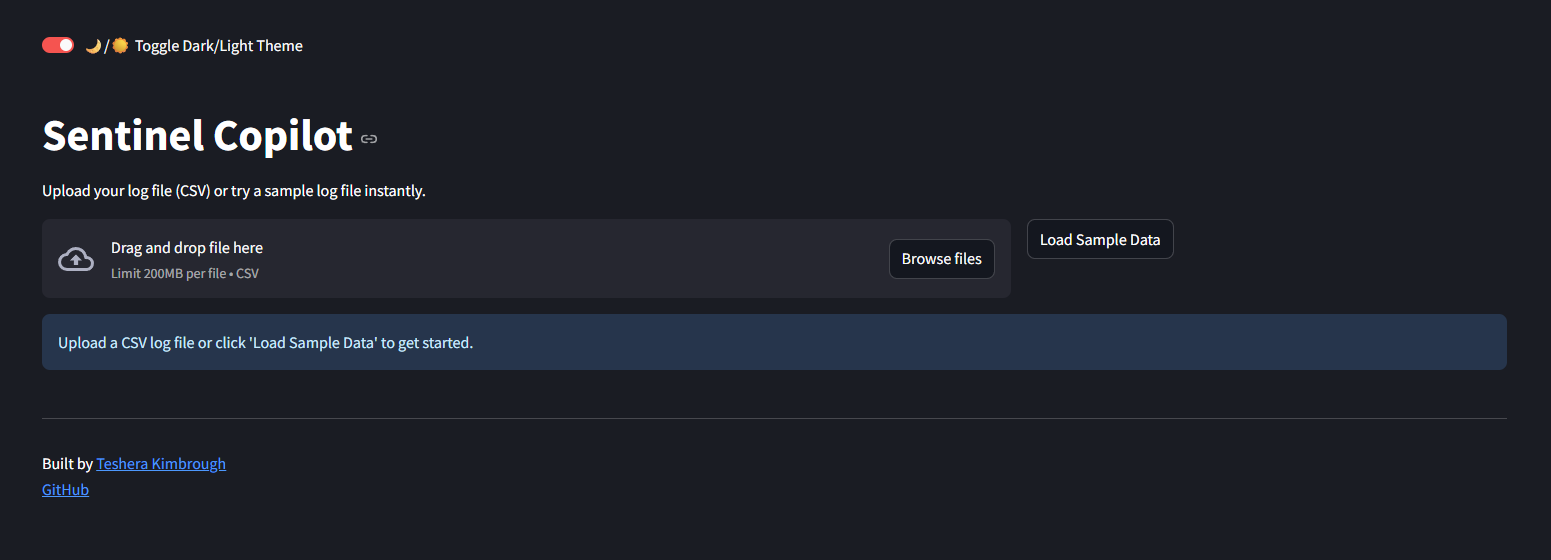 🌙/☀️ Toggle Dark/Light Theme
Sentinel Copilot
Upload your log file (CSV) or try a sample log file instantly.
Drag and drop file here
Limit 200MB per file • CSV
Browse files
Load Sample Data
Upload a CSV log file or click 'Load Sample Data' to get started.
Built by Teshera Kimbrough
GitHub